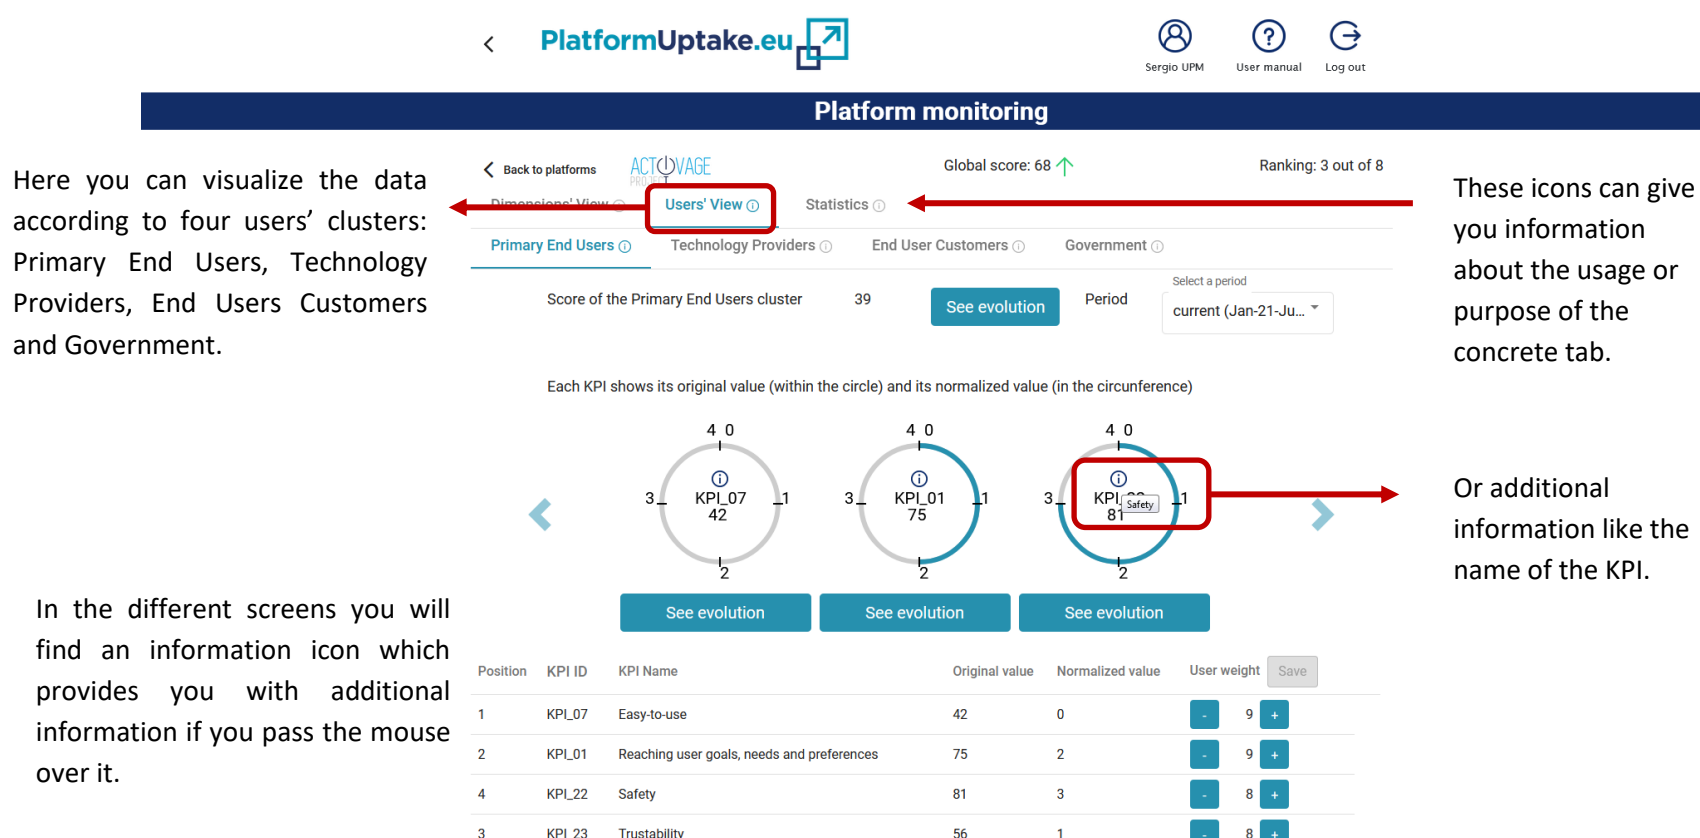 PlatformUptake.eu
Sergio UPM
User manual
Log out
Platform monitoring
Here you can visualize the data
according to four users' clusters:
Primary End Users, Technology
Providers, End Users Customers
and Government.
Back to platforms
ACTIVAGE
PROJECT
Global score: 68
Ranking: 3 out of 8
Dimensions' View
Users' View
Statistics
Primary End Users
Technology Providers
End User Customers
Government
These icons can give
you information
about the usage or
purpose of the
concrete tab.
Score of the Primary End Users cluster 39
See evolution
Period
Select a period
current (Jan-21-Ju...
Each KPI shows its original value (within the circle) and its normalized value (in the circunference)
4 0
3 KPI_07 1
42
2
4 0
3 KPI_01 1
75
2
4 0
3 KPI_ 1
Safety
81
2
Or additional
information like the
name of the KPI.
See evolution
See evolution
See evolution
In the different screens you will
find an information icon which
provides you with additional
information if you pass the mouse
over it.
Position KPI ID KPI Name Original value Normalized value User weight Save
1 KPI_07 Easy-to-use 42 0 - 9 +
2 KPI_01 Reaching user goals, needs and preferences 75 2 - 9 +
4 KPI_22 Safety 81 3 - 8 +
3 KPI_23 Trustability 56 1 - 8 +